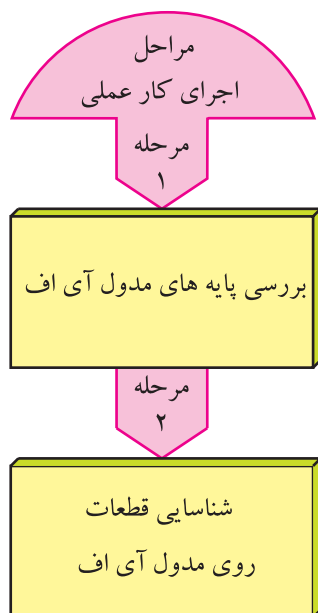 مراحل
اجرای کار عملی
مرحله
۱
بررسی پایه های مدول آی اف
مرحله
۲
شناسایی قطعات
روی مدول آی اف